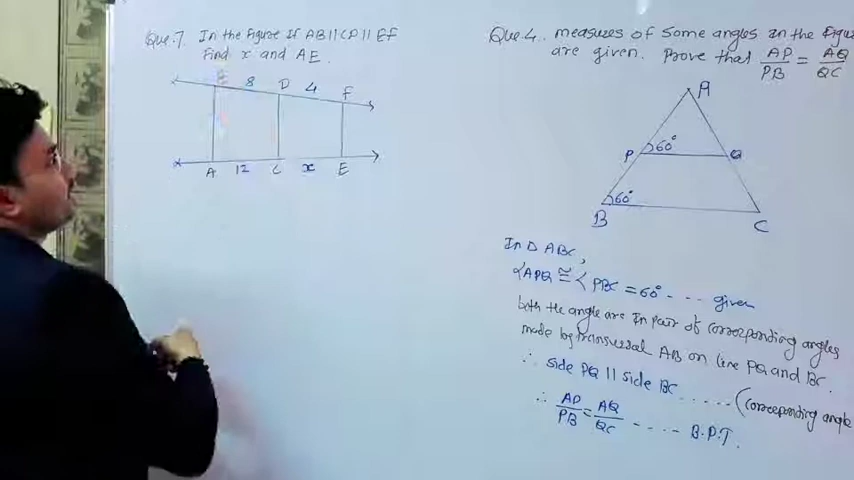 Que.7 In the figure If AB || CD || EF
find x and AE.
B 8 D 4 F
A 12 C x E
Que.4. measures of Some angles In the figu
are given. Prove that AP/PB = AQ/QC
A
P 60° Q
B 60° C
In Δ ABC,
∠APQ ≅ ∠PBC = 60° - - - given
both the angle are In pair of corresponding angles
made by transversal AB on line PQ and BC.
∴ side PQ || side BC ..... (corresponding angle
∴ AP/PB = AQ/QC - - - - B.P.T.